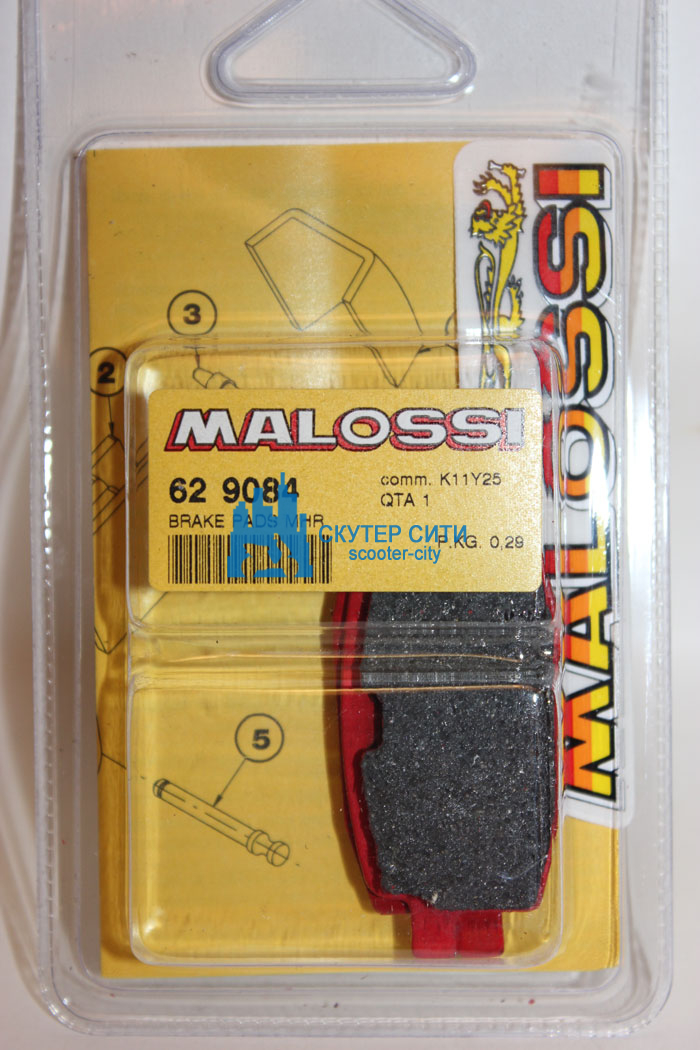 3
2
MALOSSI
62 9084
comm. K11Y25
QTA 1
BRAKE PADS MHR
СКУТЕР СИТИ
scooter-city
P.KG. 0,29
5
MALOSSI